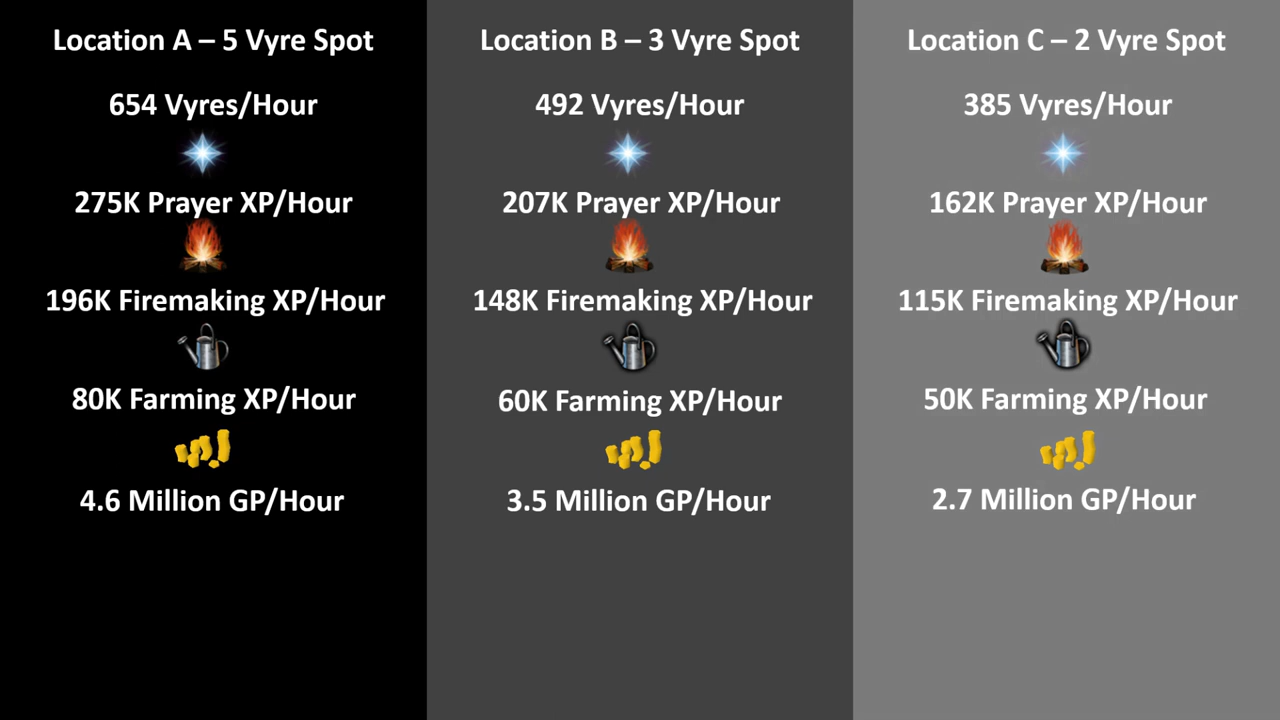 Location A – 5 Vyre Spot
654 Vyres/Hour
275K Prayer XP/Hour
196K Firemaking XP/Hour
80K Farming XP/Hour
4.6 Million GP/Hour
Location B – 3 Vyre Spot
492 Vyres/Hour
207K Prayer XP/Hour
148K Firemaking XP/Hour
60K Farming XP/Hour
3.5 Million GP/Hour
Location C – 2 Vyre Spot
385 Vyres/Hour
162K Prayer XP/Hour
115K Firemaking XP/Hour
50K Farming XP/Hour
2.7 Million GP/Hour